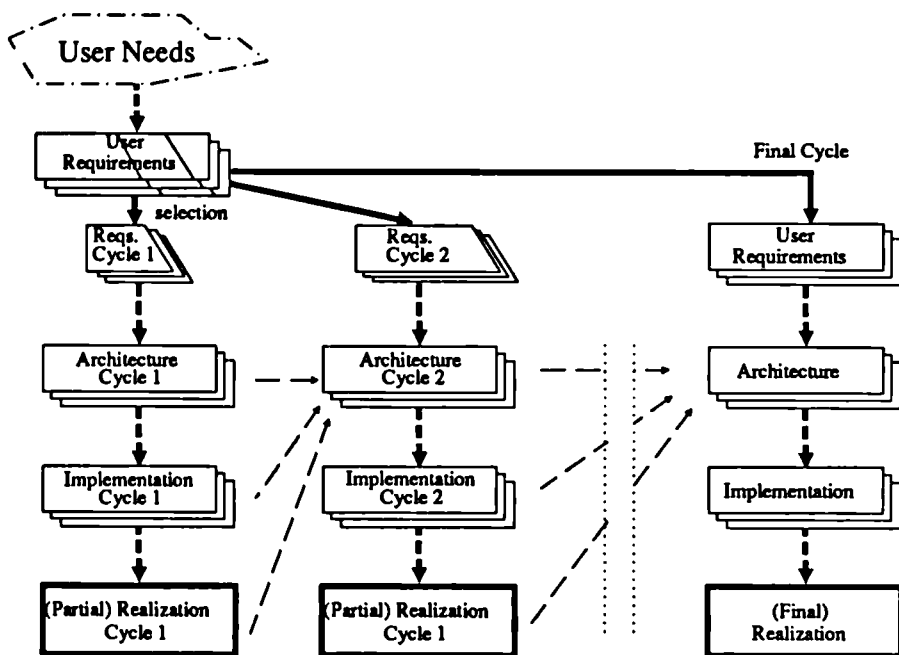 User Needs
User
Requirements
Final Cycle
selection
Reqs.
Cycle 1
Reqs.
Cycle 2
User
Requirements
Architecture
Cycle 1
Architecture
Cycle 2
Architecture
Implementation
Cycle 1
Implementation
Cycle 2
Implementation
(Partial) Realization
Cycle 1
(Partial) Realization
Cycle 1
(Final)
Realization